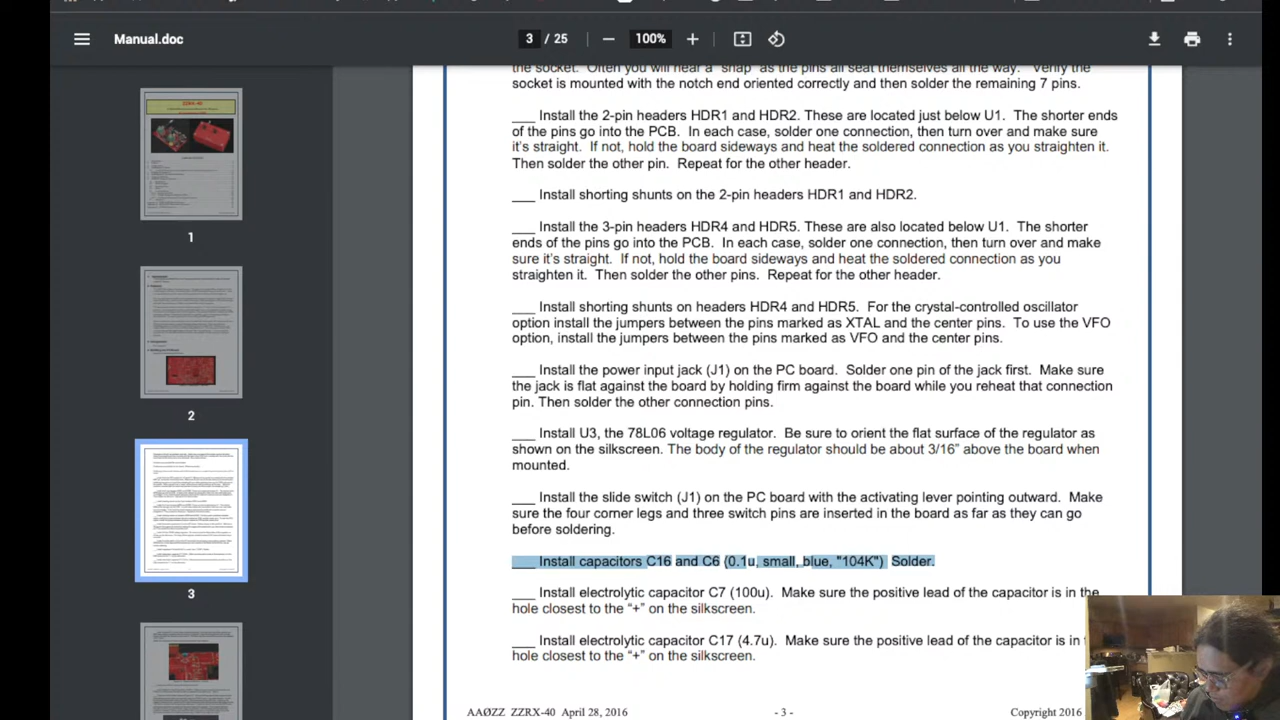 Manual.doc
3 / 25
100%
the socket. Often you will hear a "snap" as the pins all seat themselves all the way. Verify the
socket is mounted with the notch end oriented correctly and then solder the remaining 7 pins.
___ Install the 2-pin headers HDR1 and HDR2. These are located just below U1. The shorter ends
of the pins go into the PCB. In each case, solder one connection, then turn over and make sure
it's straight. If not, hold the board sideways and heat the soldered connection as you straighten it.
Then solder the other pin. Repeat for the other header.
___ Install shorting shunts on the 2-pin headers HDR1 and HDR2.
___ Install the 3-pin headers HDR4 and HDR5. These are also located below U1. The shorter
ends of the pins go into the PCB. In each case, solder one connection, then turn over and make
sure it's straight. If not, hold the board sideways and heat the soldered connection as you
straighten it. Then solder the other pins. Repeat for the other header.
___ Install shorting shunts on headers HDR4 and HDR5. For the crystal-controlled oscillator
option install the jumpers between the pins marked as XTAL and the center pins. To use the VFO
option, install the jumpers between the pins marked as VFO and the center pins.
___ Install the power input jack (J1) on the PC board. Solder one pin of the jack first. Make sure
the jack is flat against the board by holding firm against the board while you reheat that connection
pin. Then solder the other connection pins.
___ Install U3, the 78L06 voltage regulator. Be sure to orient the flat surface of the regulator as
shown on the silkscreen. The body of the regulator should be about 3/16" above the board when
mounted.
___ Install the slide switch (J1) on the PC board with the actuating lever pointing outward. Make
sure the four corner pins and three switch pins are inserted in the board as far as they can go
before soldering.
___ Install capacitors C16 and C6 (0.1u, small, blue, "104K") Solder.
___ Install electrolytic capacitor C7 (100u). Make sure the positive lead of the capacitor is in the
hole closest to the "+" on the silkscreen.
___ Install electrolytic capacitor C17 (4.7u). Make sure the positive lead of the capacitor is in
hole closest to the "+" on the silkscreen.
AAØZZ ZZRX-40 April 28, 2016
- 3 -
Copyright 2016
ZZRX-40
1
2
3